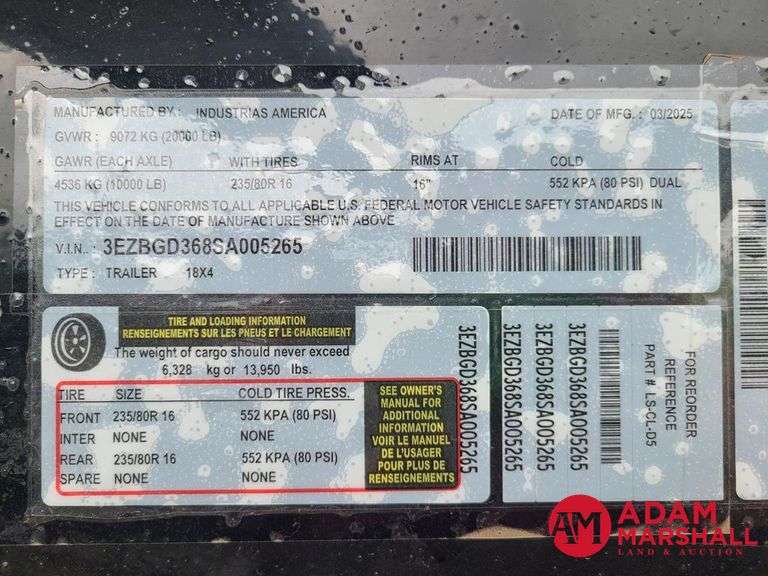 MANUFACTURED BY: INDUSTRIAS AMERICA DATE OF MFG. : 03/2025
GVWR : 9072 KG (20000 LB)
GAWR (EACH AXLE) WITH TIRES RIMS AT COLD
4536 KG (10000 LB) 235/80R 16 16" 552 KPA (80 PSI) DUAL
THIS VEHICLE CONFORMS TO ALL APPLICABLE U.S. FEDERAL MOTOR VEHICLE SAFETY STANDARDS IN
EFFECT ON THE DATE OF MANUFACTURE SHOWN ABOVE
V.I.N. : 3EZBGD368SA005265
TYPE : TRAILER 18X4
TIRE AND LOADING INFORMATION
RENSEIGNEMENTS SUR LES PNEUS ET LE CHARGEMENT
The weight of cargo should never exceed
6,328 kg or 13,950 lbs.
TIRE SIZE COLD TIRE PRESS.
FRONT 235/80R 16 552 KPA (80 PSI)
INTER NONE NONE
REAR 235/80R 16 552 KPA (80 PSI)
SPARE NONE NONE
SEE OWNER'S
MANUAL FOR
ADDITIONAL
INFORMATION
VOIR LE MANUEL
DE L'USAGER
POUR PLUS DE
RENSEIGNEMENTS
3EZBGD368SA005265
3EZBGD368SA005265
3EZBGD368SA005265
3EZBGD368SA005265
FOR REORDER
REFERENCE
PART # LS-CL-D5
AM ADAM
MARSHALL
LAND & AUCTION